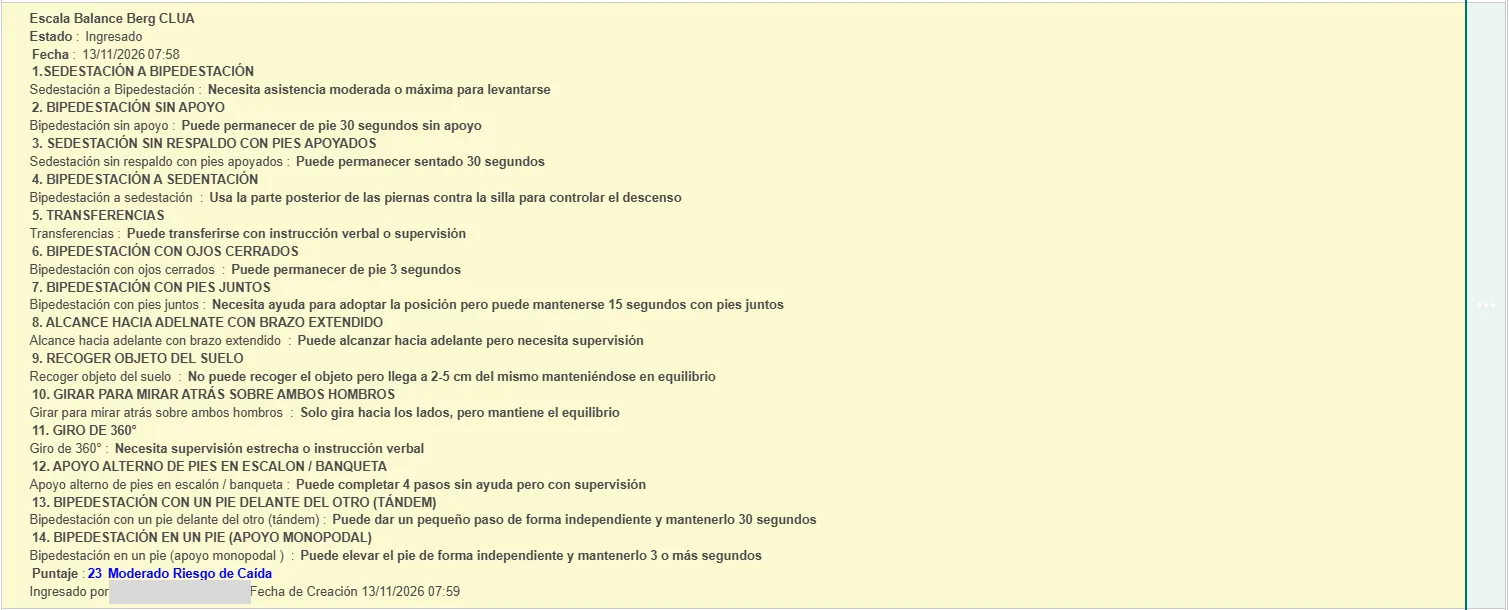 Escala Balance Berg CLUA
Estado : Ingresado
Fecha : 13/11/2026 07:58
1.SEDESTACIÓN A BIPEDESTACIÓN
Sedestación a Bipedestación : Necesita asistencia moderada o máxima para levantarse
2. BIPEDESTACIÓN SIN APOYO
Bipedestación sin apoyo : Puede permanecer de pie 30 segundos sin apoyo
3. SEDESTACIÓN SIN RESPALDO CON PIES APOYADOS
Sedestación sin respaldo con pies apoyados : Puede permanecer sentado 30 segundos
4. BIPEDESTACIÓN A SEDENTACIÓN
Bipedestación a sedestación : Usa la parte posterior de las piernas contra la silla para controlar el descenso
5. TRANSFERENCIAS
Transferencias : Puede transferirse con instrucción verbal o supervisión
6. BIPEDESTACIÓN CON OJOS CERRADOS
Bipedestación con ojos cerrados : Puede permanecer de pie 3 segundos
7. BIPEDESTACIÓN CON PIES JUNTOS
Bipedestación con pies juntos : Necesita ayuda para adoptar la posición pero puede mantenerse 15 segundos con pies juntos
8. ALCANCE HACIA ADELNATE CON BRAZO EXTENDIDO
Alcance hacia adelante con brazo extendido : Puede alcanzar hacia adelante pero necesita supervisión
9. RECOGER OBJETO DEL SUELO
Recoger objeto del suelo : No puede recoger el objeto pero llega a 2-5 cm del mismo manteniéndose en equilibrio
10. GIRAR PARA MIRAR ATRÁS SOBRE AMBOS HOMBROS
Girar para mirar atrás sobre ambos hombros : Solo gira hacia los lados, pero mantiene el equilibrio
11. GIRO DE 360°
Giro de 360° : Necesita supervisión estrecha o instrucción verbal
12. APOYO ALTERNO DE PIES EN ESCALON / BANQUETA
Apoyo alterno de pies en escalón / banqueta : Puede completar 4 pasos sin ayuda pero con supervisión
13. BIPEDESTACIÓN CON UN PIE DELANTE DEL OTRO (TÁNDEM)
Bipedestación con un pie delante del otro (tándem) : Puede dar un pequeño paso de forma independiente y mantenerlo 30 segundos
14. BIPEDESTACIÓN EN UN PIE (APOYO MONOPODAL)
Bipedestación en un pie (apoyo monopodal ) : Puede elevar el pie de forma independiente y mantenerlo 3 o más segundos
Puntaje : 23 Moderado Riesgo de Caída
Ingresado por Fecha de Creación 13/11/2026 07:59